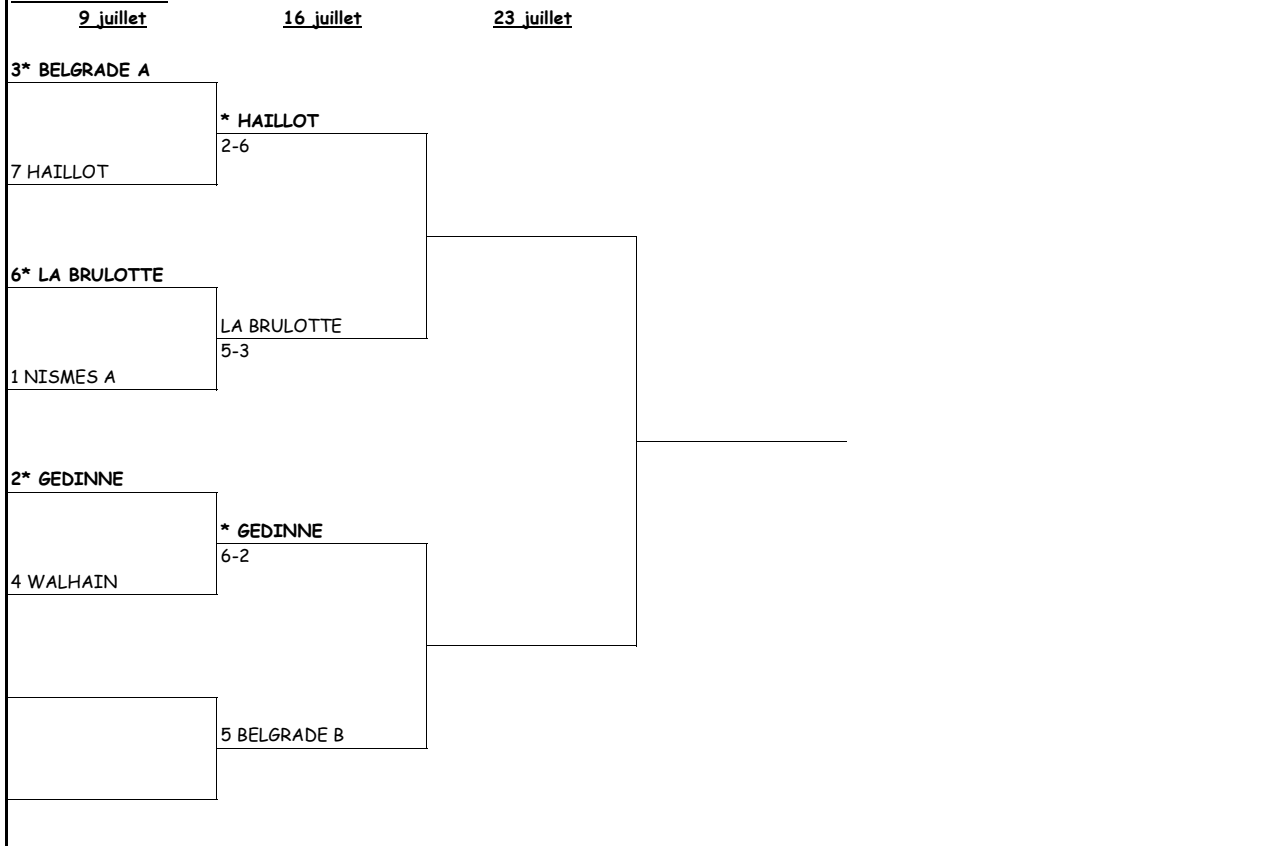 9 juillet 16 juillet 23 juillet
3* BELGRADE A
* HAILLOT
2-6
7 HAILLOT
6* LA BRULOTTE
LA BRULOTTE
5-3
1 NISMES A
2* GEDINNE
* GEDINNE
6-2
4 WALHAIN
5 BELGRADE B